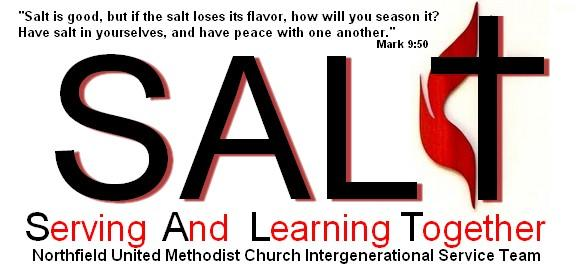 "Salt is good, but if the salt loses its flavor, how will you season it?
Have salt in yourselves, and have peace with one another."
Mark 9:50
SALT
Serving And Learning Together
Northfield United Methodist Church Intergenerational Service Team